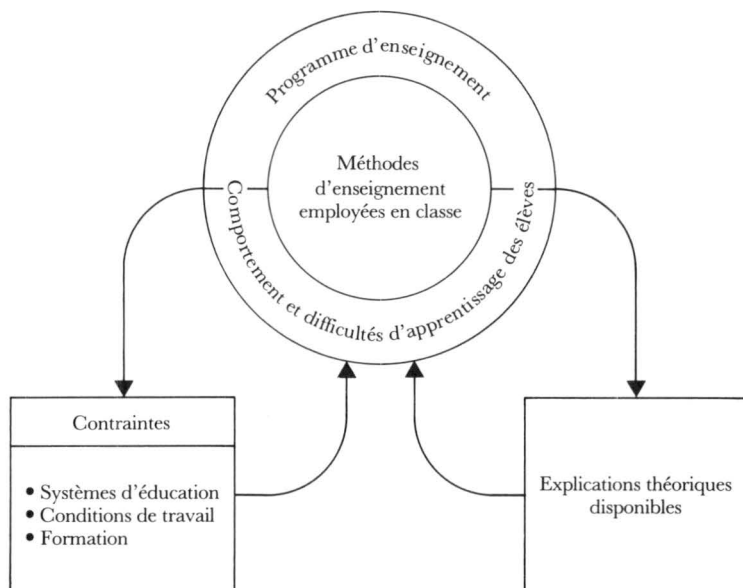 Programme d’enseignement
Méthodes
d’enseignement
employées en classe
Comportement et difficultés d’apprentissage des élèves
Contraintes
• Systèmes d’éducation
• Conditions de travail
• Formation
Explications théoriques
disponibles